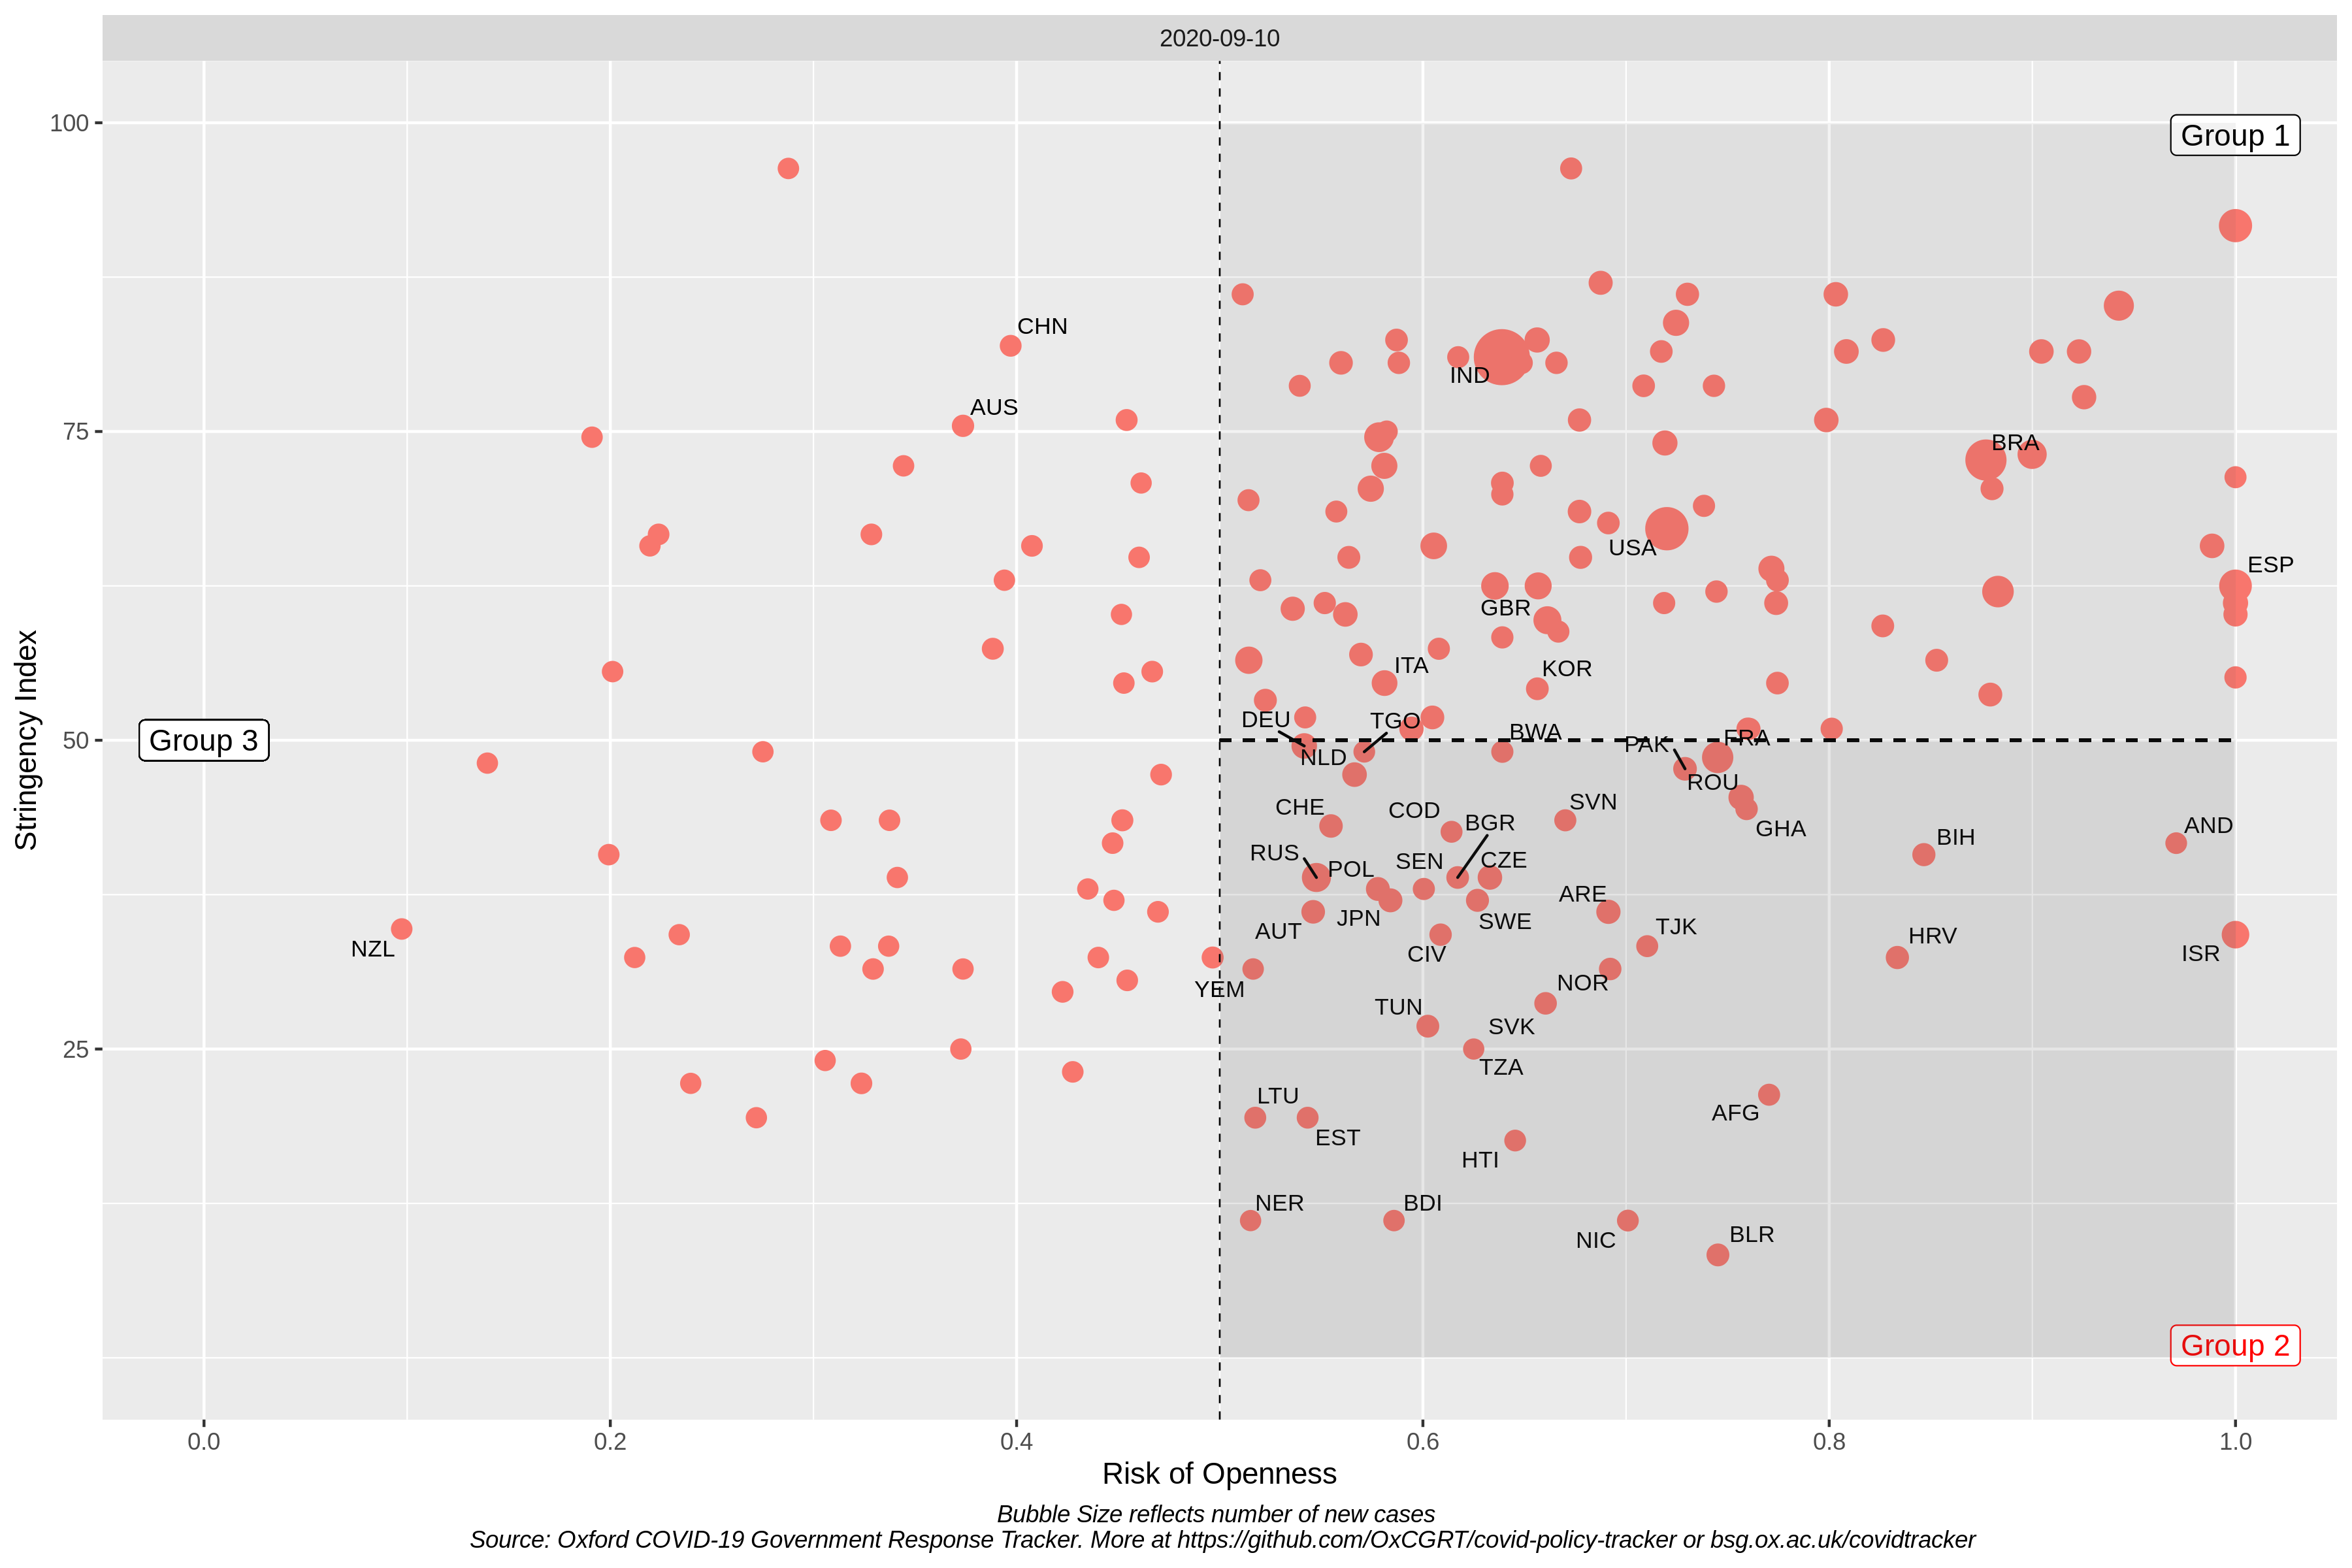 2020-09-10
100
Group 1
CHN
IND
AUS
75
BRA
USA
ESP
GBR
ITA
KOR
DEU
TGO
BWA
FRA
PAK
50
Group 3
NLD
ROU
CHE
COD
SVN
BGR
GHA
AND
BIH
RUS
POL
SEN
CZE
ARE
JPN
SWE
TJK
AUT
HRV
NZL
CIV
ISR
YEM
NOR
TUN
SVK
25
TZA
LTU
AFG
EST
HTI
NER
BDI
NIC
BLR
Group 2
Stringency Index
0.0 0.2 0.4 0.6 0.8 1.0
Risk of Openness
Bubble Size reflects number of new cases
Source: Oxford COVID-19 Government Response Tracker. More at https://github.com/OxCGRT/covid-policy-tracker or bsg.ox.ac.uk/covidtracker